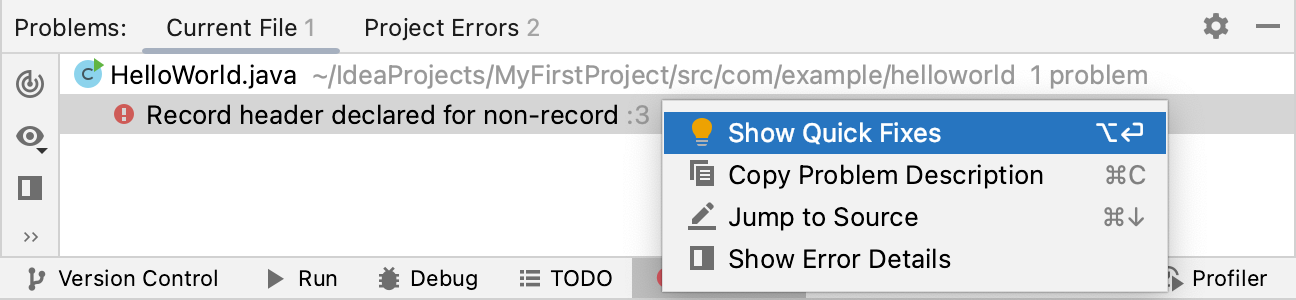 Problems: Current File 1 Project Errors 2
C HelloWorld.java ~/IdeaProjects/MyFirstProject/src/com/example/helloworld 1 problem
Record header declared for non-record :3
Show Quick Fixes ⌥↩
Copy Problem Description ⌘C
Jump to Source ⌘↓
Show Error Details
Version Control Run Debug TODO Profiler